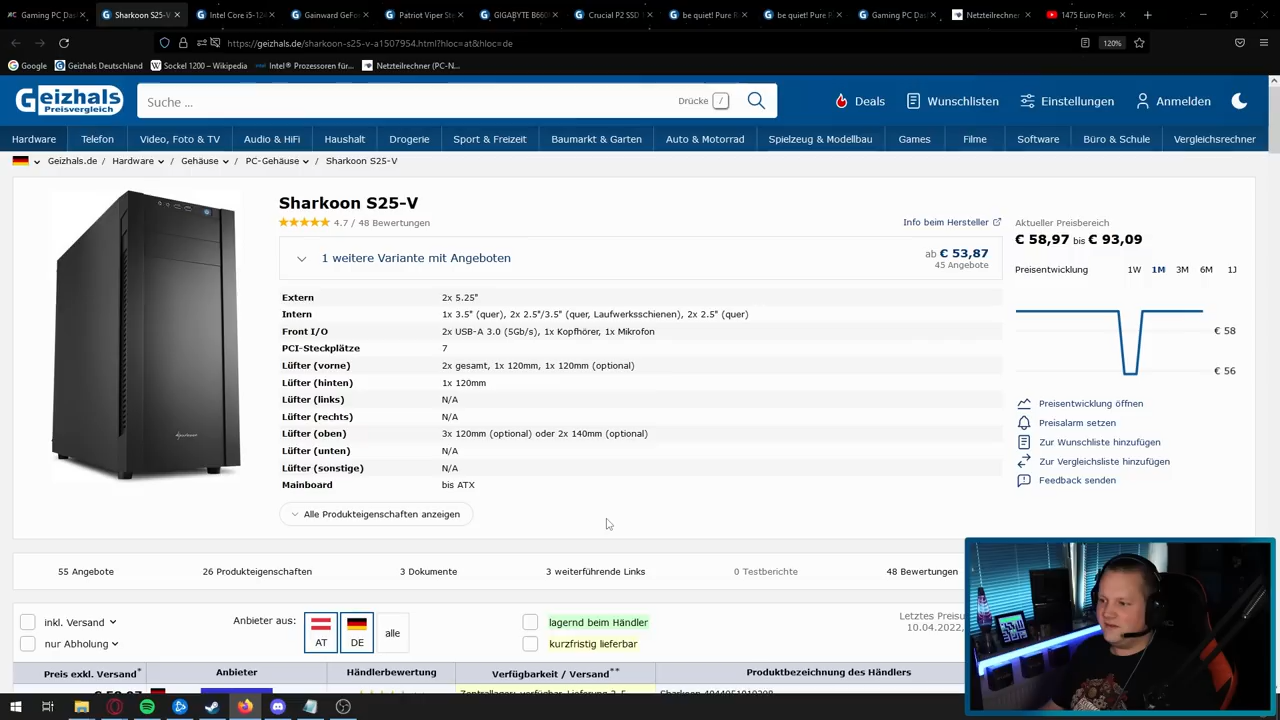 Gaming PC Das
Sharkoon S25-V
Intel Core i5-124
Gainward GeFor
Patriot Viper Ste
GIGABYTE B660
Crucial P2 SSD
be quiet! Pure R
be quiet! Pure P
Gaming PC Das
Netzteilrechner
1475 Euro Preis
https://geizhals.de/sharkoon-s25-v-a1507954.html?hloc=at&hloc=de
120%
Google
Geizhals Deutschland
Sockel 1200 – Wikipedia
Intel® Prozessoren für...
Netzteilrechner (PC-N...
Geizhals
Preisvergleich
Suche ...
Drücke /
Deals
Wunschlisten
Einstellungen
Anmelden
Hardware
Telefon
Video, Foto & TV
Audio & HiFi
Haushalt
Drogerie
Sport & Freizeit
Baumarkt & Garten
Auto & Motorrad
Spielzeug & Modellbau
Games
Filme
Software
Büro & Schule
Vergleichsrechner
Geizhals.de
Hardware
Gehäuse
PC-Gehäuse
Sharkoon S25-V
Sharkoon S25-V
4.7 / 48 Bewertungen
Info beim Hersteller
1 weitere Variante mit Angeboten
ab € 53,87
45 Angebote
Extern 2x 5.25"
Intern 1x 3.5" (quer), 2x 2.5"/3.5" (quer, Laufwerksschienen), 2x 2.5" (quer)
Front I/O 2x USB-A 3.0 (5Gb/s), 1x Kopfhörer, 1x Mikrofon
PCI-Steckplätze 7
Lüfter (vorne) 2x gesamt, 1x 120mm, 1x 120mm (optional)
Lüfter (hinten) 1x 120mm
Lüfter (links) N/A
Lüfter (rechts) N/A
Lüfter (oben) 3x 120mm (optional) oder 2x 140mm (optional)
Lüfter (unten) N/A
Lüfter (sonstige) N/A
Mainboard bis ATX
Alle Produkteigenschaften anzeigen
Aktueller Preisbereich
€ 58,97 bis € 93,09
Preisentwicklung 1W 1M 3M 6M 1J
€ 58
€ 56
Preisentwicklung öffnen
Preisalarm setzen
Zur Wunschliste hinzufügen
Zur Vergleichsliste hinzufügen
Feedback senden
55 Angebote
26 Produkteigenschaften
3 Dokumente
3 weiterführende Links
0 Testberichte
48 Bewertungen
inkl. Versand
nur Abholung
Anbieter aus:
AT
DE
alle
lagernd beim Händler
kurzfristig lieferbar
Letztes Preisu
10.04.2022,
Preis exkl. Versand*
Anbieter
Händlerbewertung
Verfügbarkeit / Versand**
Produktbezeichnung des Händlers